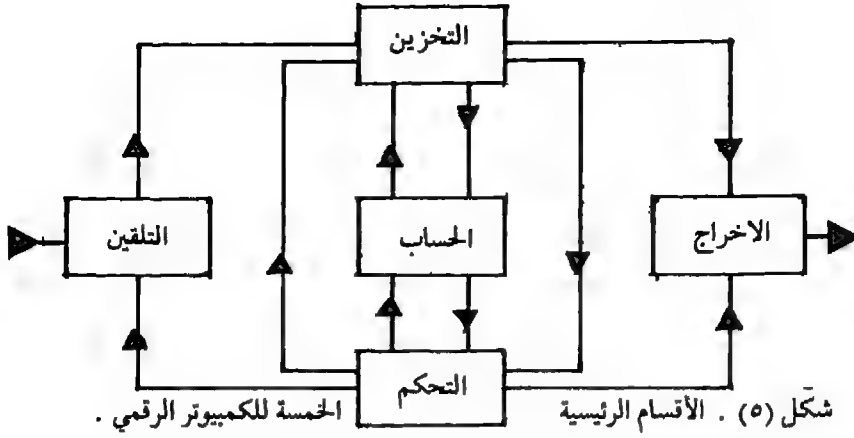 التخزين
التلقين
الحساب
الاخراج
التحكم
شكل (٥) . الأقسام الرئيسية الخمسة للكمبيوتر الرقمي .